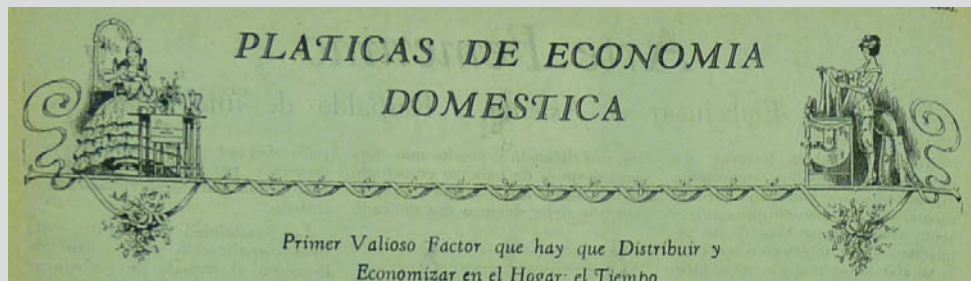 PLATICAS DE ECONOMIA
DOMESTICA
Primer Valioso Factor que hay que Distribuir y
Economizar en el Hogar: el Tiempo